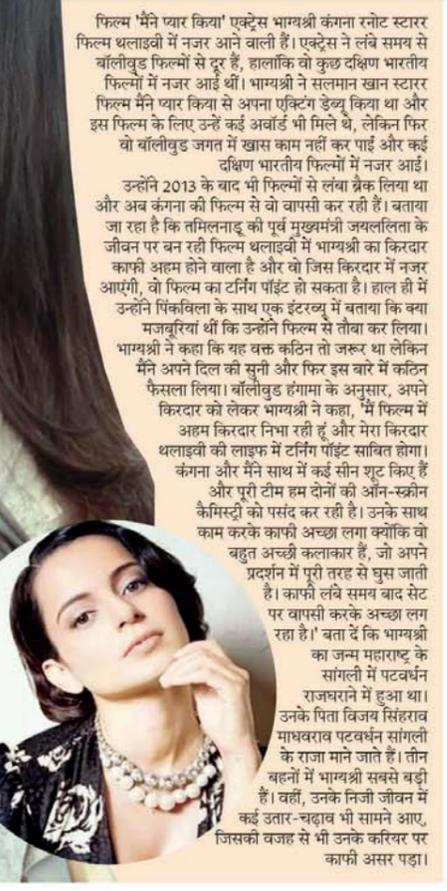 फिल्म 'मैंने प्यार किया' एक्ट्रेस भाग्यश्री कंगना रनोट स्टारर
फिल्म थलाइवी में नजर आने वाली हैं। एक्ट्रेस ने लंबे समय से
बॉलीवुड फिल्मों से दूर हैं, हालांकि वो कुछ दक्षिण भारतीय
फिल्मों में नजर आई थीं। भाग्यश्री ने सलमान खान स्टारर
फिल्म मैंने प्यार किया से अपना एक्टिंग डेब्यू किया था और
इस फिल्म के लिए उन्हें कई अवॉर्ड भी मिले थे, लेकिन फिर
वो बॉलीवुड जगत में खास काम नहीं कर पाईं और कई
दक्षिण भारतीय फिल्मों में नजर आईं।
उन्होंने 2013 के बाद भी फिल्मों से लंबा ब्रैक लिया था
और अब कंगना की फिल्म से वो वापसी कर रही हैं। बताया
जा रहा है कि तमिलनाडू की पूर्व मुख्यमंत्री जयललिता के
जीवन पर बन रही फिल्म थलाइवी में भाग्यश्री का किरदार
काफी अहम होने वाला है और वो जिस किरदार में नजर
आएंगी, वो फिल्म का टर्निंग पॉइंट हो सकता है। हाल ही में
उन्होंने पिंकविला के साथ एक इंटरव्यू में बताया कि क्या
मजबूरियां थीं कि उन्होंने फिल्म से तौबा कर लिया।
भाग्यश्री ने कहा कि यह वक्त कठिन तो जरूर था लेकिन
मैंने अपने दिल की सुनी और फिर इस बारे में कठिन
फैसला लिया। बॉलीवुड हंगामा के अनुसार, अपने
किरदार को लेकर भाग्यश्री ने कहा, 'मैं फिल्म में
अहम किरदार निभा रही हूं और मेरा किरदार
थलाइवी की लाइफ में टर्निंग पॉइंट साबित होगा।
कंगना और मैंने साथ में कई सीन शूट किए हैं
और पूरी टीम हम दोनों की ऑन-स्क्रीन
कैमिस्ट्री को पसंद कर रही है। उनके साथ
काम करके काफी अच्छा लगा क्योंकि वो
बहुत अच्छी कलाकार हैं, जो अपने
प्रदर्शन में पूरी तरह से घुस जाती
है। काफी लंबे समय बाद सेट
पर वापसी करके अच्छा लग
रहा है।' बता दें कि भाग्यश्री
का जन्म महाराष्ट्र के
सांगली में पटवर्धन
राजघराने में हुआ था।
उनके पिता विजय सिंहराव
माधवराव पटवर्धन सांगली
के राजा माने जाते हैं। तीन
बहनों में भाग्यश्री सबसे बड़ी
हैं। वहीं, उनके निजी जीवन में
कई उतार-चढ़ाव भी सामने आए,
जिसकी वजह से भी उनके करियर पर
काफी असर पड़ा।